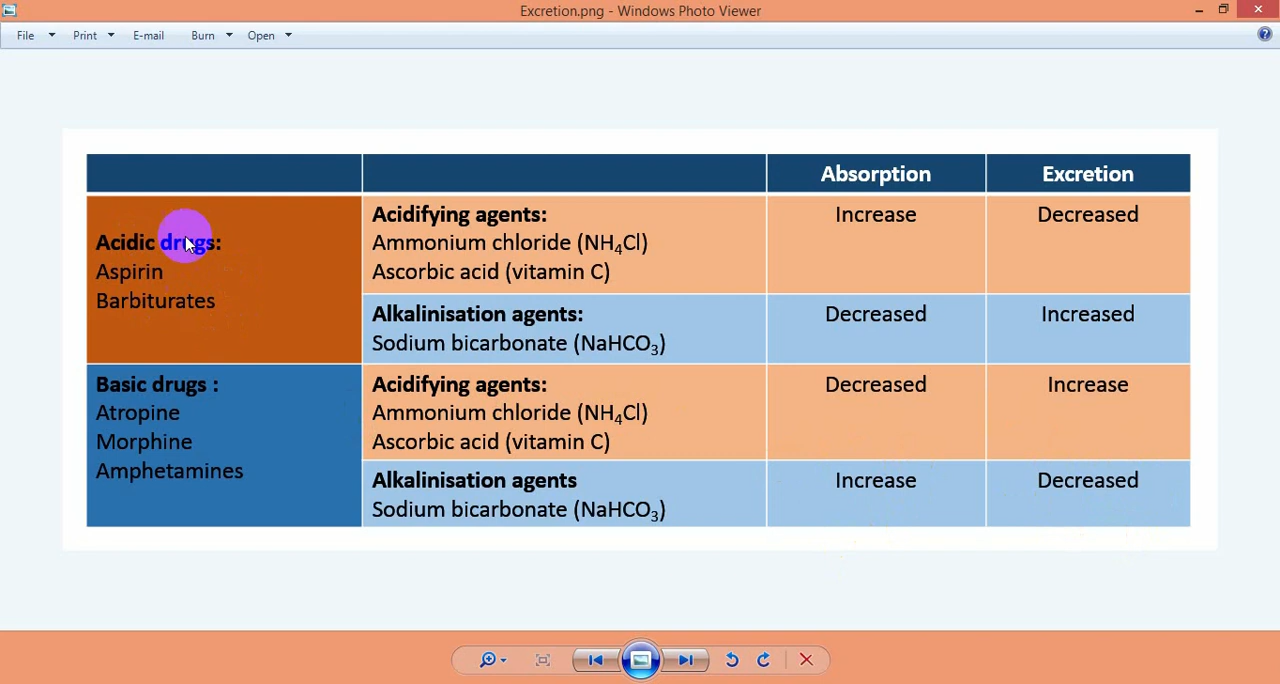 Excretion.png - Windows Photo Viewer
File Print E-mail Burn Open
Absorption Excretion
Acidic drugs:
Aspirin
Barbiturates
Acidifying agents:
Ammonium chloride (NH₄Cl)
Ascorbic acid (vitamin C)
Increase Decreased
Alkalinisation agents:
Sodium bicarbonate (NaHCO₃)
Decreased Increased
Basic drugs :
Atropine
Morphine
Amphetamines
Acidifying agents:
Ammonium chloride (NH₄Cl)
Ascorbic acid (vitamin C)
Decreased Increase
Alkalinisation agents
Sodium bicarbonate (NaHCO₃)
Increase Decreased